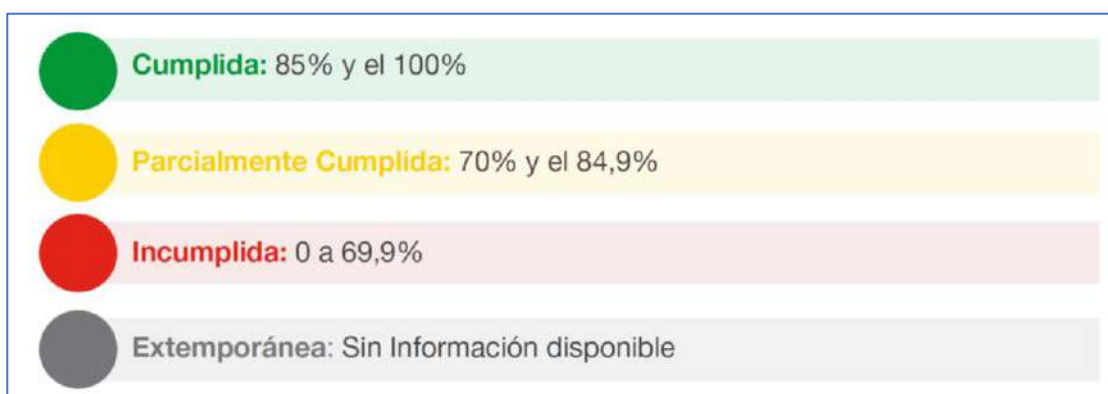 Cumplida: 85% y el 100%
Parcialmente Cumplida: 70% y el 84,9%
Incumplida: 0 a 69,9%
Extemporánea: Sin Información disponible